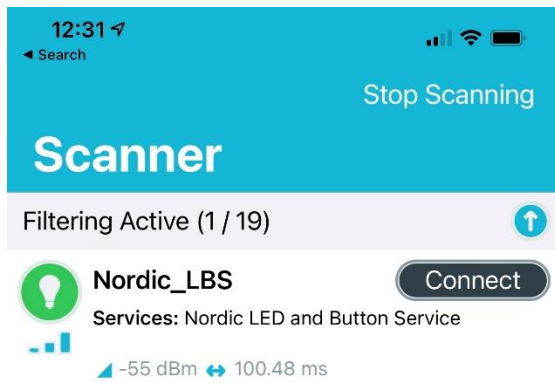 12:31
Search
Stop Scanning
Scanner
Filtering Active (1 / 19)
Nordic_LBS
Connect
Services: Nordic LED and Button Service
-55 dBm 100.48 ms